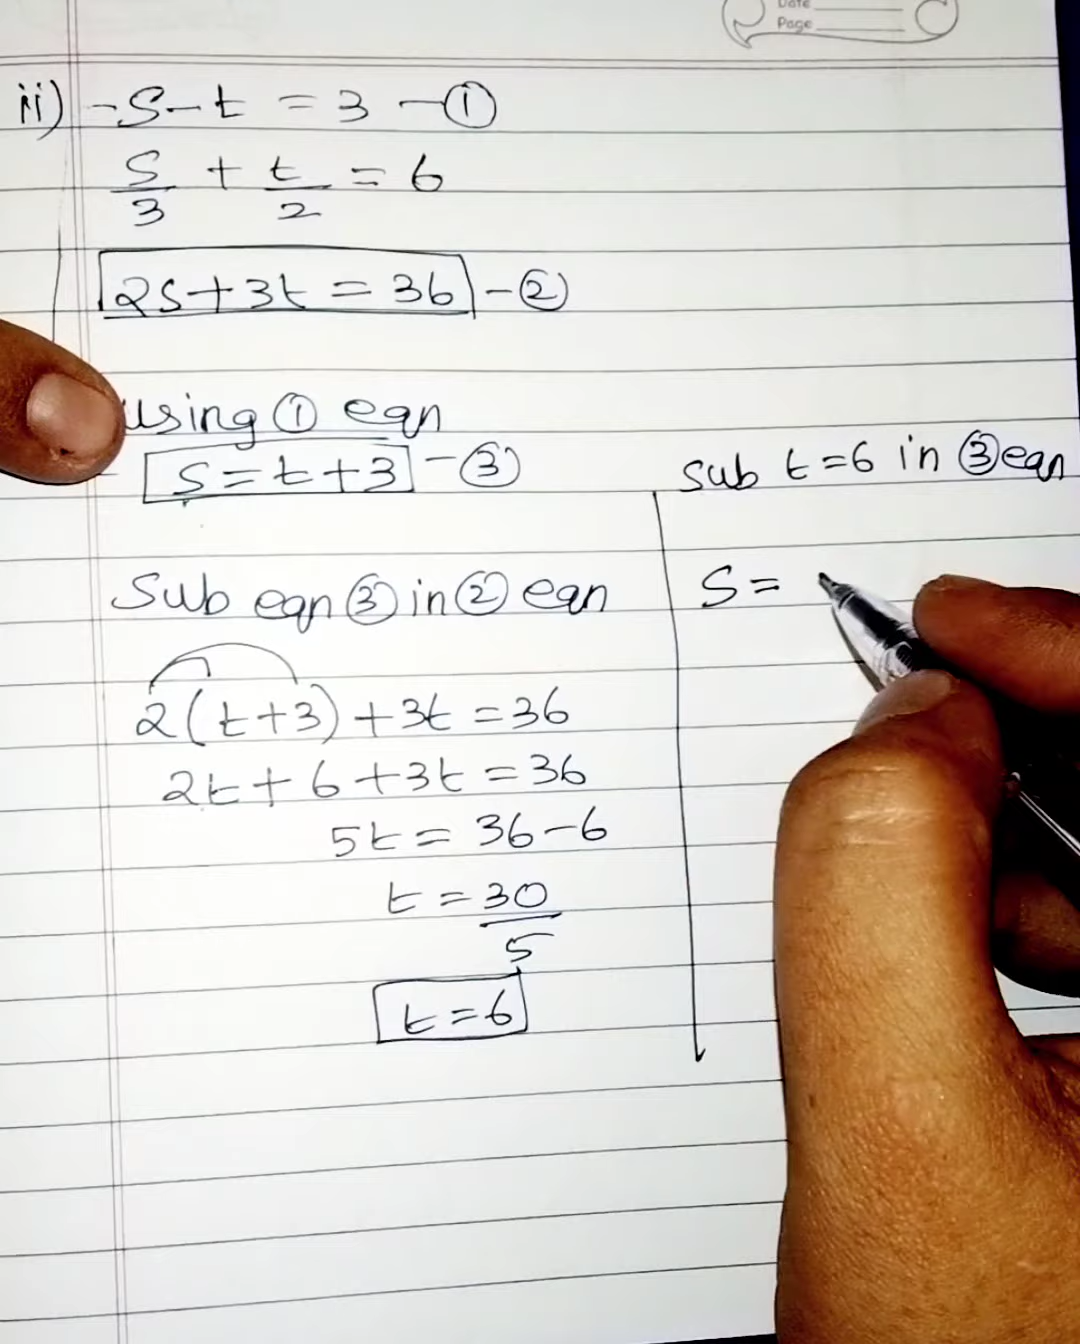 Date
Page
ii) -S-t = 3 —①
S/3 + t/2 = 6
2S+3t = 36 -②
using ① eqn
S=t+3 -③
Sub eqn ③ in ② eqn
2(t+3)+3t=36
2t+6+3t=36
5t= 36-6
t=30/5
t=6
sub t=6 in ③ eqn
S=